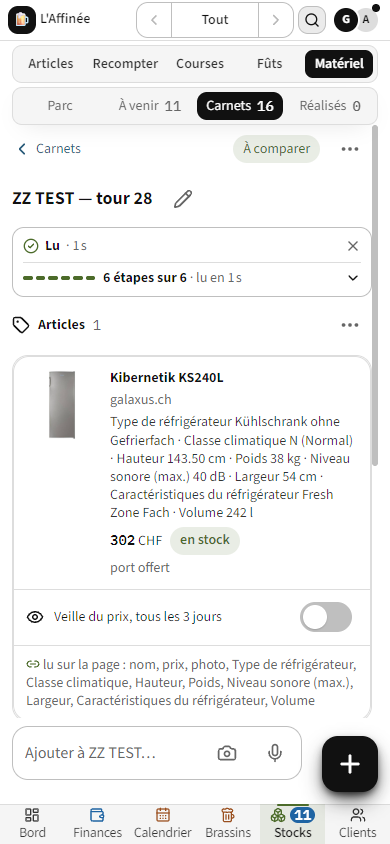 L'Affinée
Tout
G
A
Articles
Recompter
Courses
Fûts
Matériel
Parc
À venir 11
Carnets 16
Réalisés 0
Carnets
À comparer
ZZ TEST — tour 28
Lu · 1 s
6 étapes sur 6 · lu en 1 s
Articles 1
Kibernetik KS240L
galaxus.ch
Type de réfrigérateur Kühlschrank ohne
Gefrierfach · Classe climatique N (Normal)
· Hauteur 143.50 cm · Poids 38 kg · Niveau
sonore (max.) 40 dB · Largeur 54 cm ·
Caractéristiques du réfrigérateur Fresh
Zone Fach · Volume 242 l
302 CHF
en stock
port offert
Veille du prix, tous les 3 jours
lu sur la page : nom, prix, photo, Type de réfrigérateur,
Classe climatique, Hauteur, Poids, Niveau sonore (max.),
Largeur, Caractéristiques du réfrigérateur, Volume
Ajouter à ZZ TEST…
11
Bord
Finances
Calendrier
Brassins
Stocks
Clients